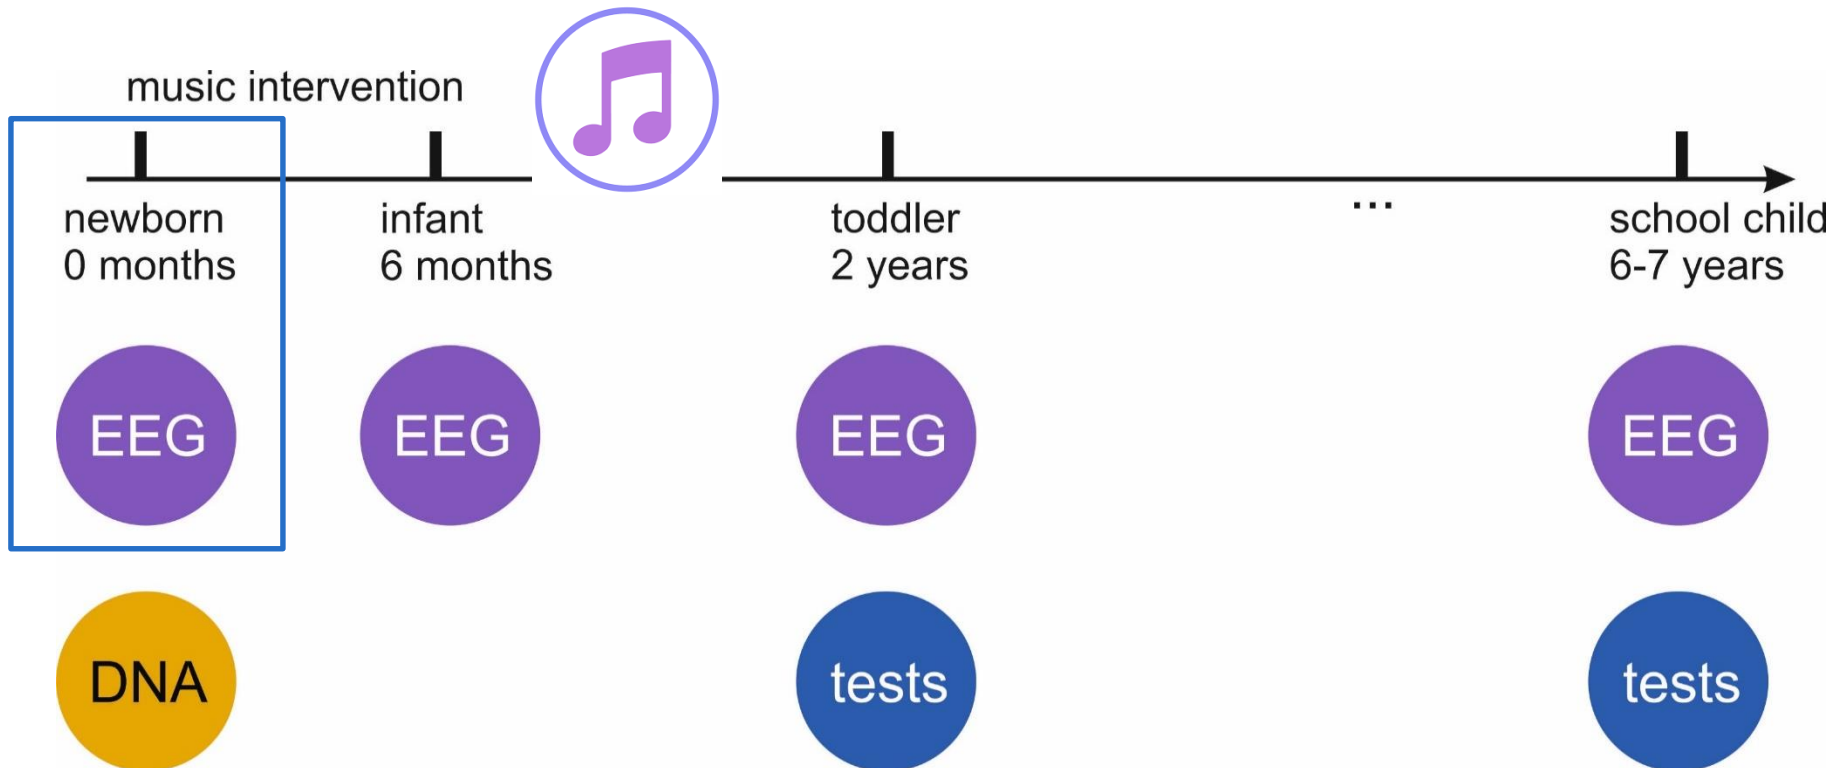 music intervention
newborn
0 months
infant
6 months
toddler
2 years
...
school child
6-7 years
EEG
EEG
EEG
EEG
DNA
tests
tests